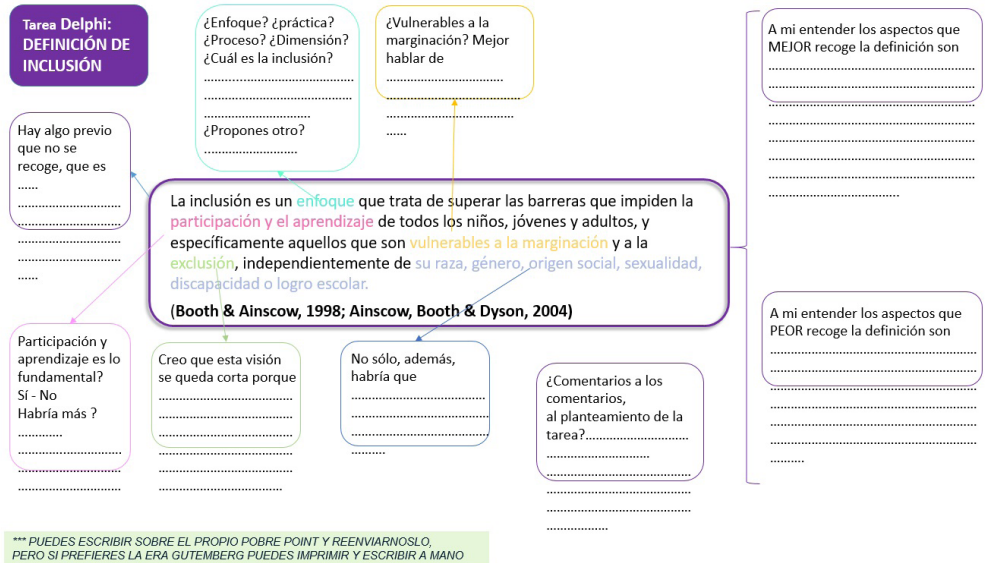 Tarea Delphi:
DEFINICIÓN DE
INCLUSIÓN
¿Enfoque? ¿práctica?
¿Proceso? ¿Dimensión?
¿Cuál es la inclusión?
………………………………………
………………………………………
…………………………
¿Propones otro?
………………………
¿Vulnerables a la
marginación? Mejor
hablar de
………………………………
…………………………………
…………………………………
……
A mi entender los aspectos que
MEJOR recoge la definición son
………………………………………………………
………………………………………………………
………………………………………………………
………………………………………………………
………………………………………………………
………………………………………………………
………………………………………………………
…………………………………
Hay algo previo
que no se
recoge, que es
……
…………………………
…………………………
…………………………
…………………………
……
La inclusión es un enfoque que trata de superar las barreras que impiden la
participación y el aprendizaje de todos los niños, jóvenes y adultos, y
específicamente aquellos que son vulnerables a la marginación y a la
exclusión, independientemente de su raza, género, origen social, sexualidad,
discapacidad o logro escolar.
(Booth & Ainscow, 1998; Ainscow, Booth & Dyson, 2004)
Participación y
aprendizaje es lo
fundamental?
Sí - No
Habría más ?
…………
…………………………
…………………………
…………………………
Creo que esta visión
se queda corta porque
…………………………………
…………………………………
…………………………………
…………………………………
…………………………………
………………………………
No sólo, además,
habría que
…………………………………
…………………………………
…………………………………
………
¿Comentarios a los
comentarios,
al planteamiento de la
tarea?…………………………
…………………………
……………………………………
……………………………………
……………………………………
………………
A mi entender los aspectos que
PEOR recoge la definición son
………………………………………………………
………………………………………………………
………………………………………………………
………………………………………………………
………………………………………………………
………………………………………………………
………
*** PUEDES ESCRIBIR SOBRE EL PROPIO POBRE POINT Y REENVIARNOSLO,
PERO SI PREFIERES LA ERA GUTEMBERG PUEDES IMPRIMIR Y ESCRIBIR A MANO